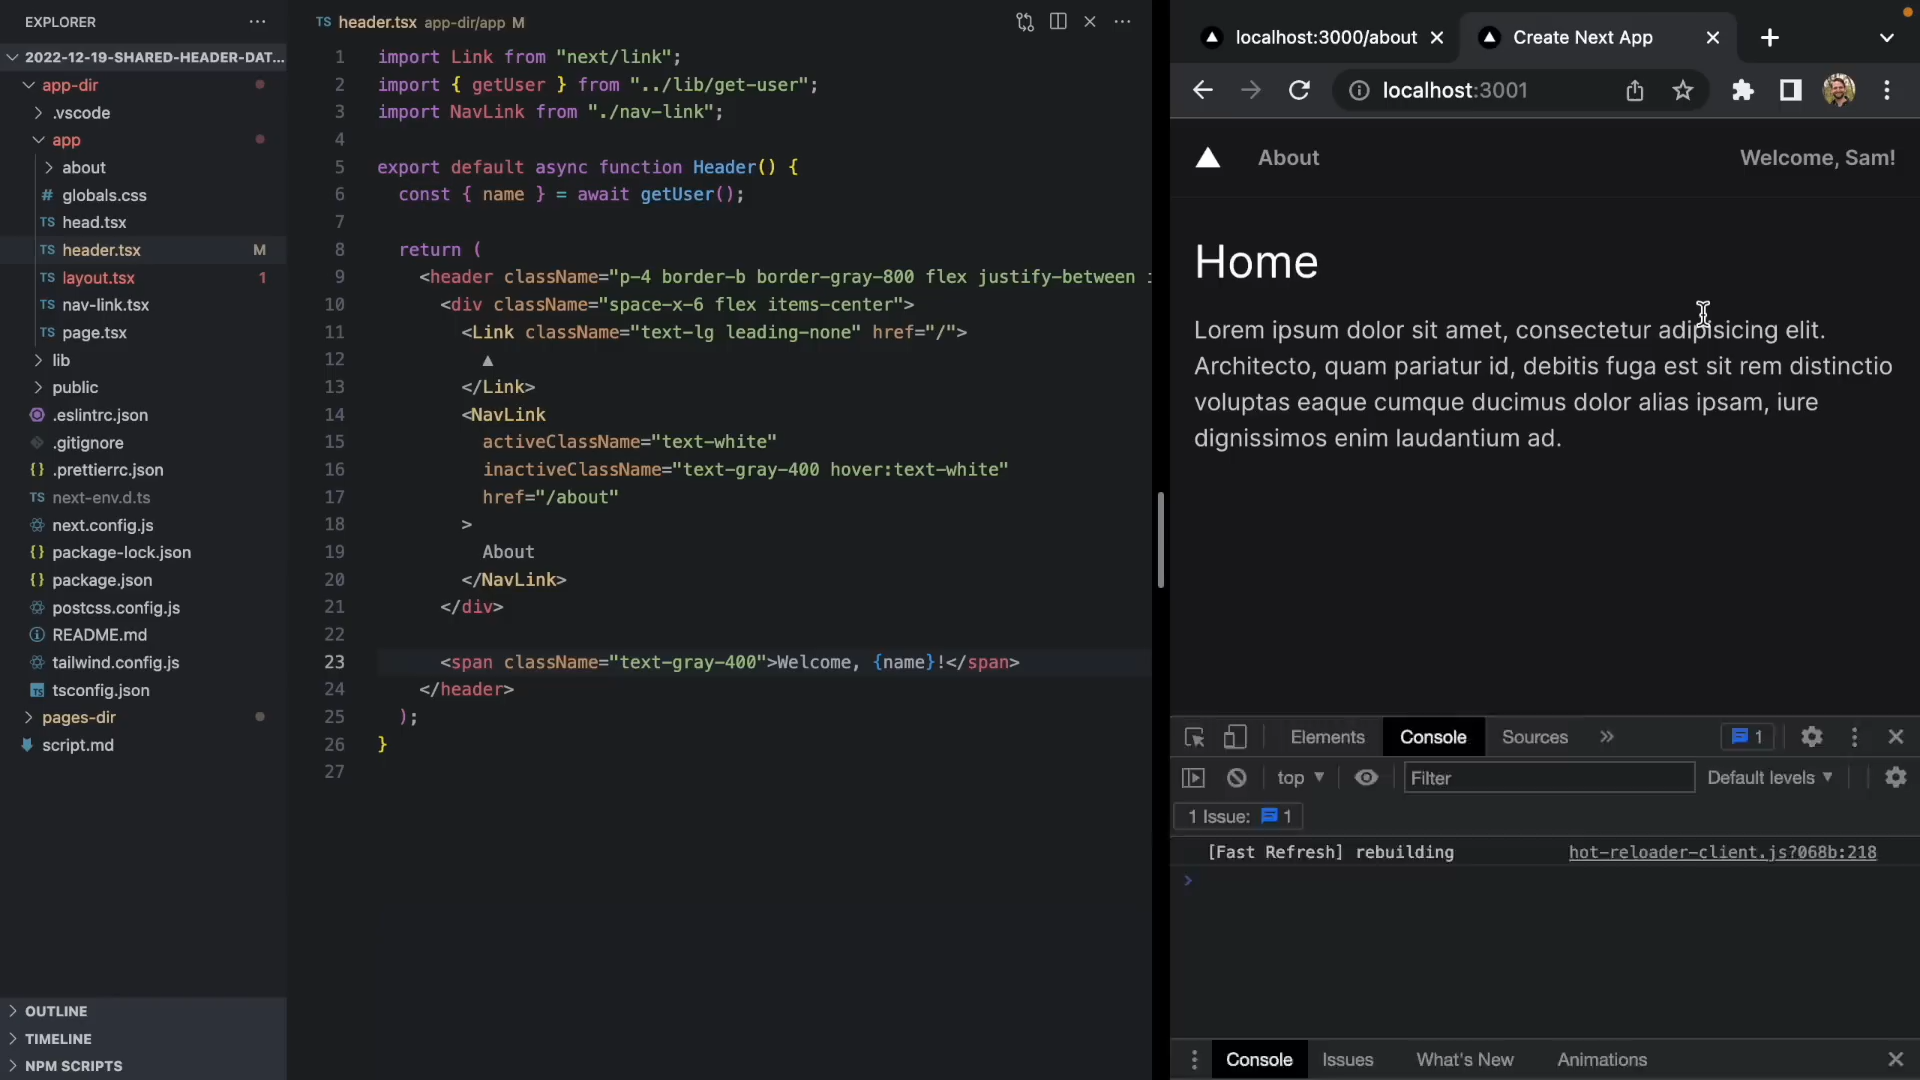 EXPLORER
2022-12-19-SHARED-HEADER-DAT...
app-dir
.vscode
app
about
# globals.css
TS head.tsx
TS header.tsx M
TS layout.tsx 1
TS nav-link.tsx
TS page.tsx
lib
public
.eslintrc.json
.gitignore
{} .prettierrc.json
TS next-env.d.ts
next.config.js
{} package-lock.json
{} package.json
postcss.config.js
README.md
tailwind.config.js
TS tsconfig.json
pages-dir
script.md
OUTLINE
TIMELINE
NPM SCRIPTS
TS header.tsx app-dir/app M
1 import Link from "next/link";
2 import { getUser } from "../lib/get-user";
3 import NavLink from "./nav-link";
4
5 export default async function Header() {
6 const { name } = await getUser();
7
8 return (
9 <header className="p-4 border-b border-gray-800 flex justify-between
10 <div className="space-x-6 flex items-center">
11 <Link className="text-lg leading-none" href="/">
12 ▲
13 </Link>
14 <NavLink
15 activeClassName="text-white"
16 inactiveClassName="text-gray-400 hover:text-white"
17 href="/about"
18 >
19 About
20 </NavLink>
21 </div>
22
23 <span className="text-gray-400">Welcome, {name}!</span>
24 </header>
25 );
26 }
27
localhost:3000/about
Create Next App
localhost:3001
▲ About Welcome, Sam!
Home
Lorem ipsum dolor sit amet, consectetur adipisicing elit.
Architecto, quam pariatur id, debitis fuga est sit rem distinctio
voluptas eaque cumque ducimus dolor alias ipsam, iure
dignissimos enim laudantium ad.
Elements Console Sources » 1
top ▼ Filter Default levels ▼
1 Issue: 1
[Fast Refresh] rebuilding hot-reloader-client.js?068b:218
>
Console Issues What's New Animations